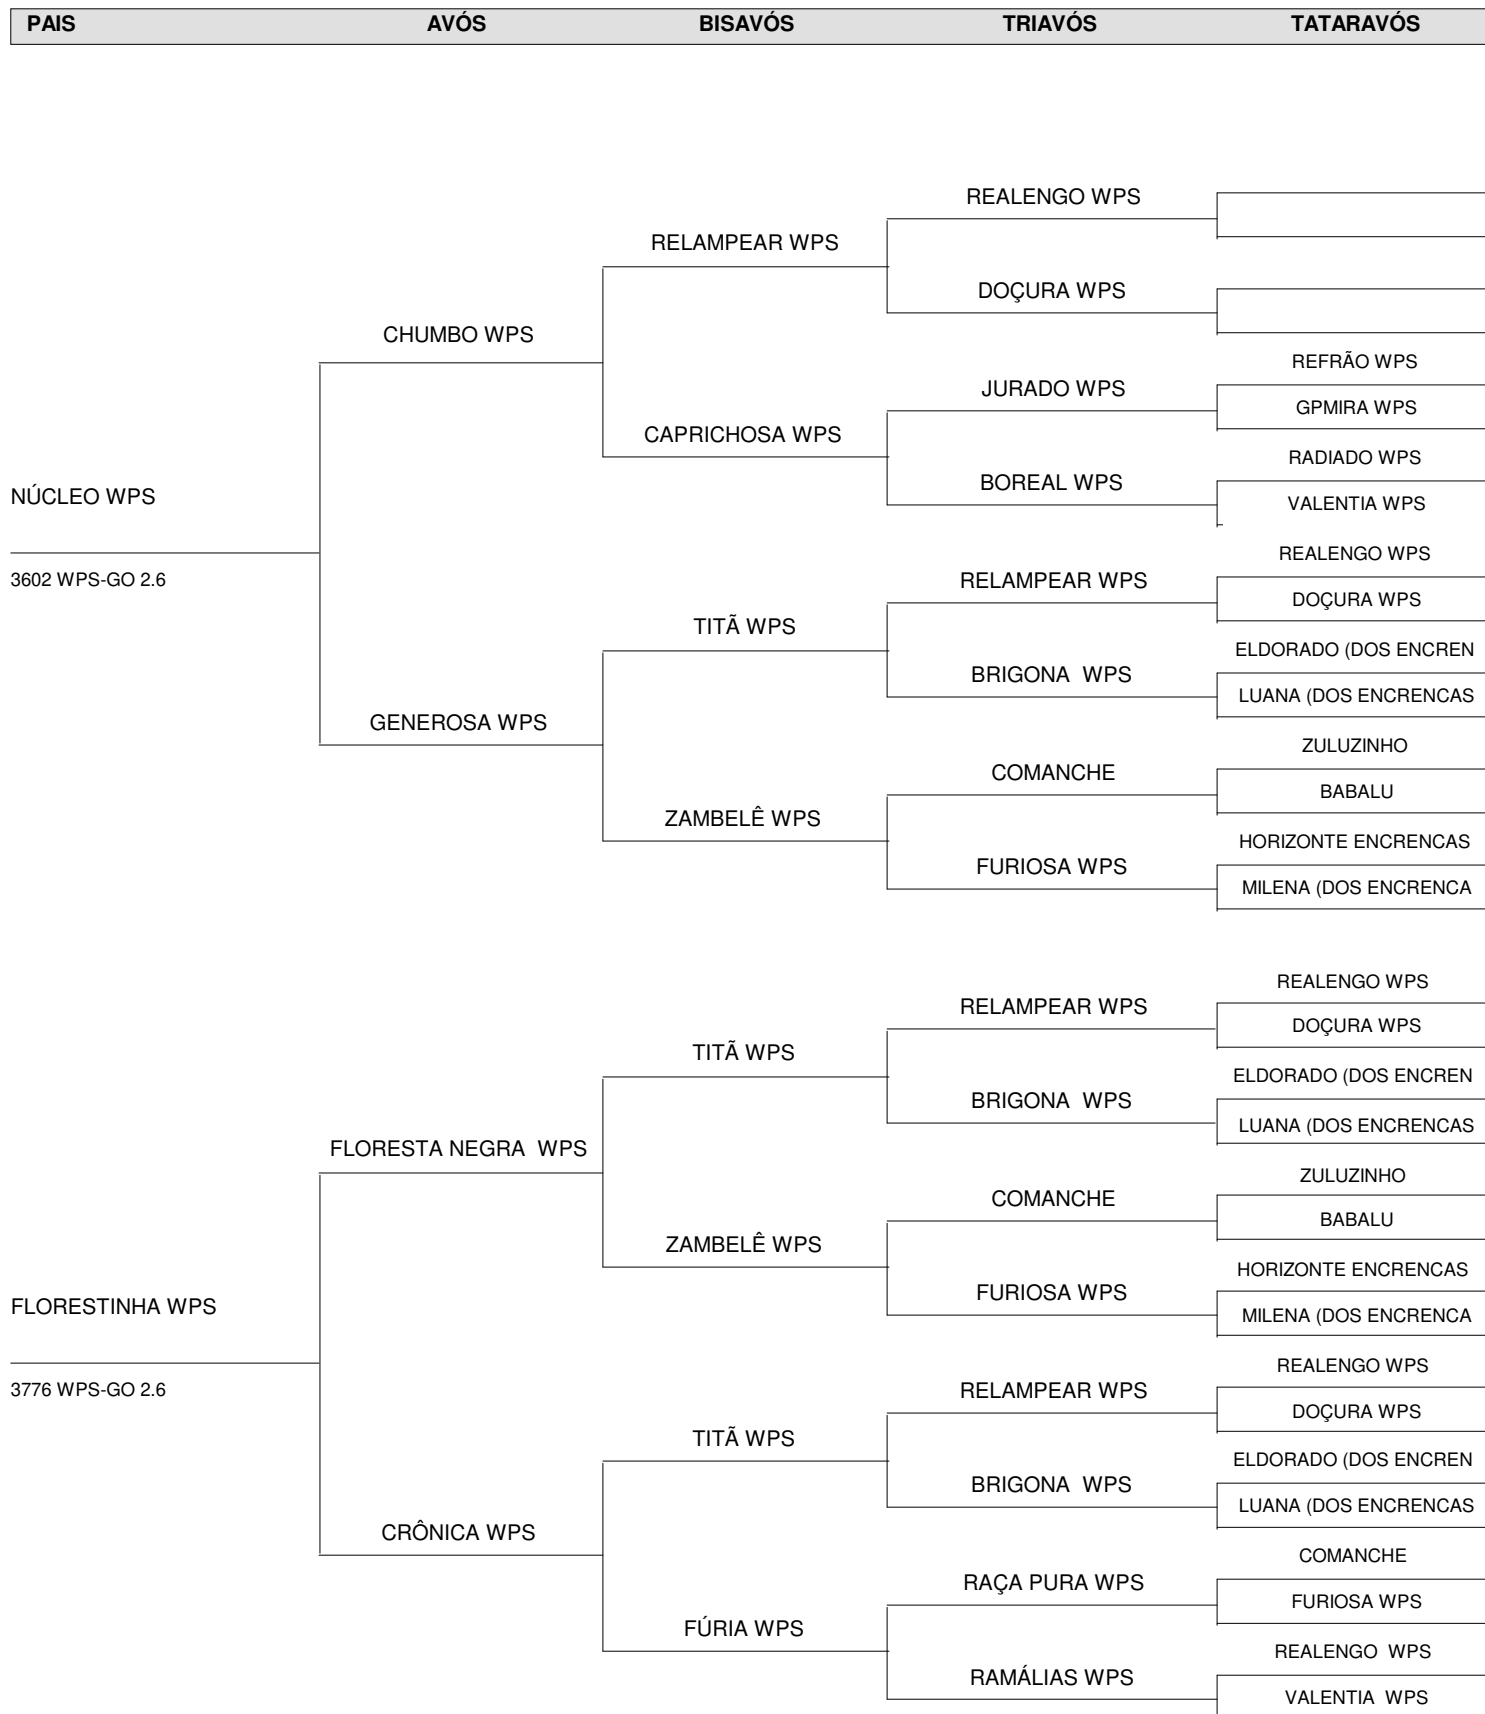 PAIS AVÓS BISAVÓS TRIAVÓS TATARAVÓS
REALENGO WPS
RELAMPEAR WPS
DOÇURA WPS
CHUMBO WPS
REFRÃO WPS
JURADO WPS
GPMIRA WPS
CAPRICHOSA WPS
RADIADO WPS
BOREAL WPS
NÚCLEO WPS
VALENTIA WPS
REALENGO WPS
3602 WPS-GO 2.6
RELAMPEAR WPS
DOÇURA WPS
TITÃ WPS
ELDORADO (DOS ENCREN
BRIGONA WPS
LUANA (DOS ENCRENCAS
GENEROSA WPS
ZULUZINHO
COMANCHE
BABALU
ZAMBELÊ WPS
HORIZONTE ENCRENCAS
FURIOSA WPS
MILENA (DOS ENCRENCA
REALENGO WPS
RELAMPEAR WPS
DOÇURA WPS
TITÃ WPS
ELDORADO (DOS ENCREN
BRIGONA WPS
LUANA (DOS ENCRENCAS
FLORESTA NEGRA WPS
ZULUZINHO
COMANCHE
BABALU
ZAMBELÊ WPS
HORIZONTE ENCRENCAS
FURIOSA WPS
FLORESTINHA WPS
MILENA (DOS ENCRENCA
REALENGO WPS
3776 WPS-GO 2.6
RELAMPEAR WPS
DOÇURA WPS
TITÃ WPS
ELDORADO (DOS ENCREN
BRIGONA WPS
LUANA (DOS ENCRENCAS
CRÔNICA WPS
COMANCHE
RAÇA PURA WPS
FURIOSA WPS
FÚRIA WPS
REALENGO WPS
RAMÁLIAS WPS
VALENTIA WPS